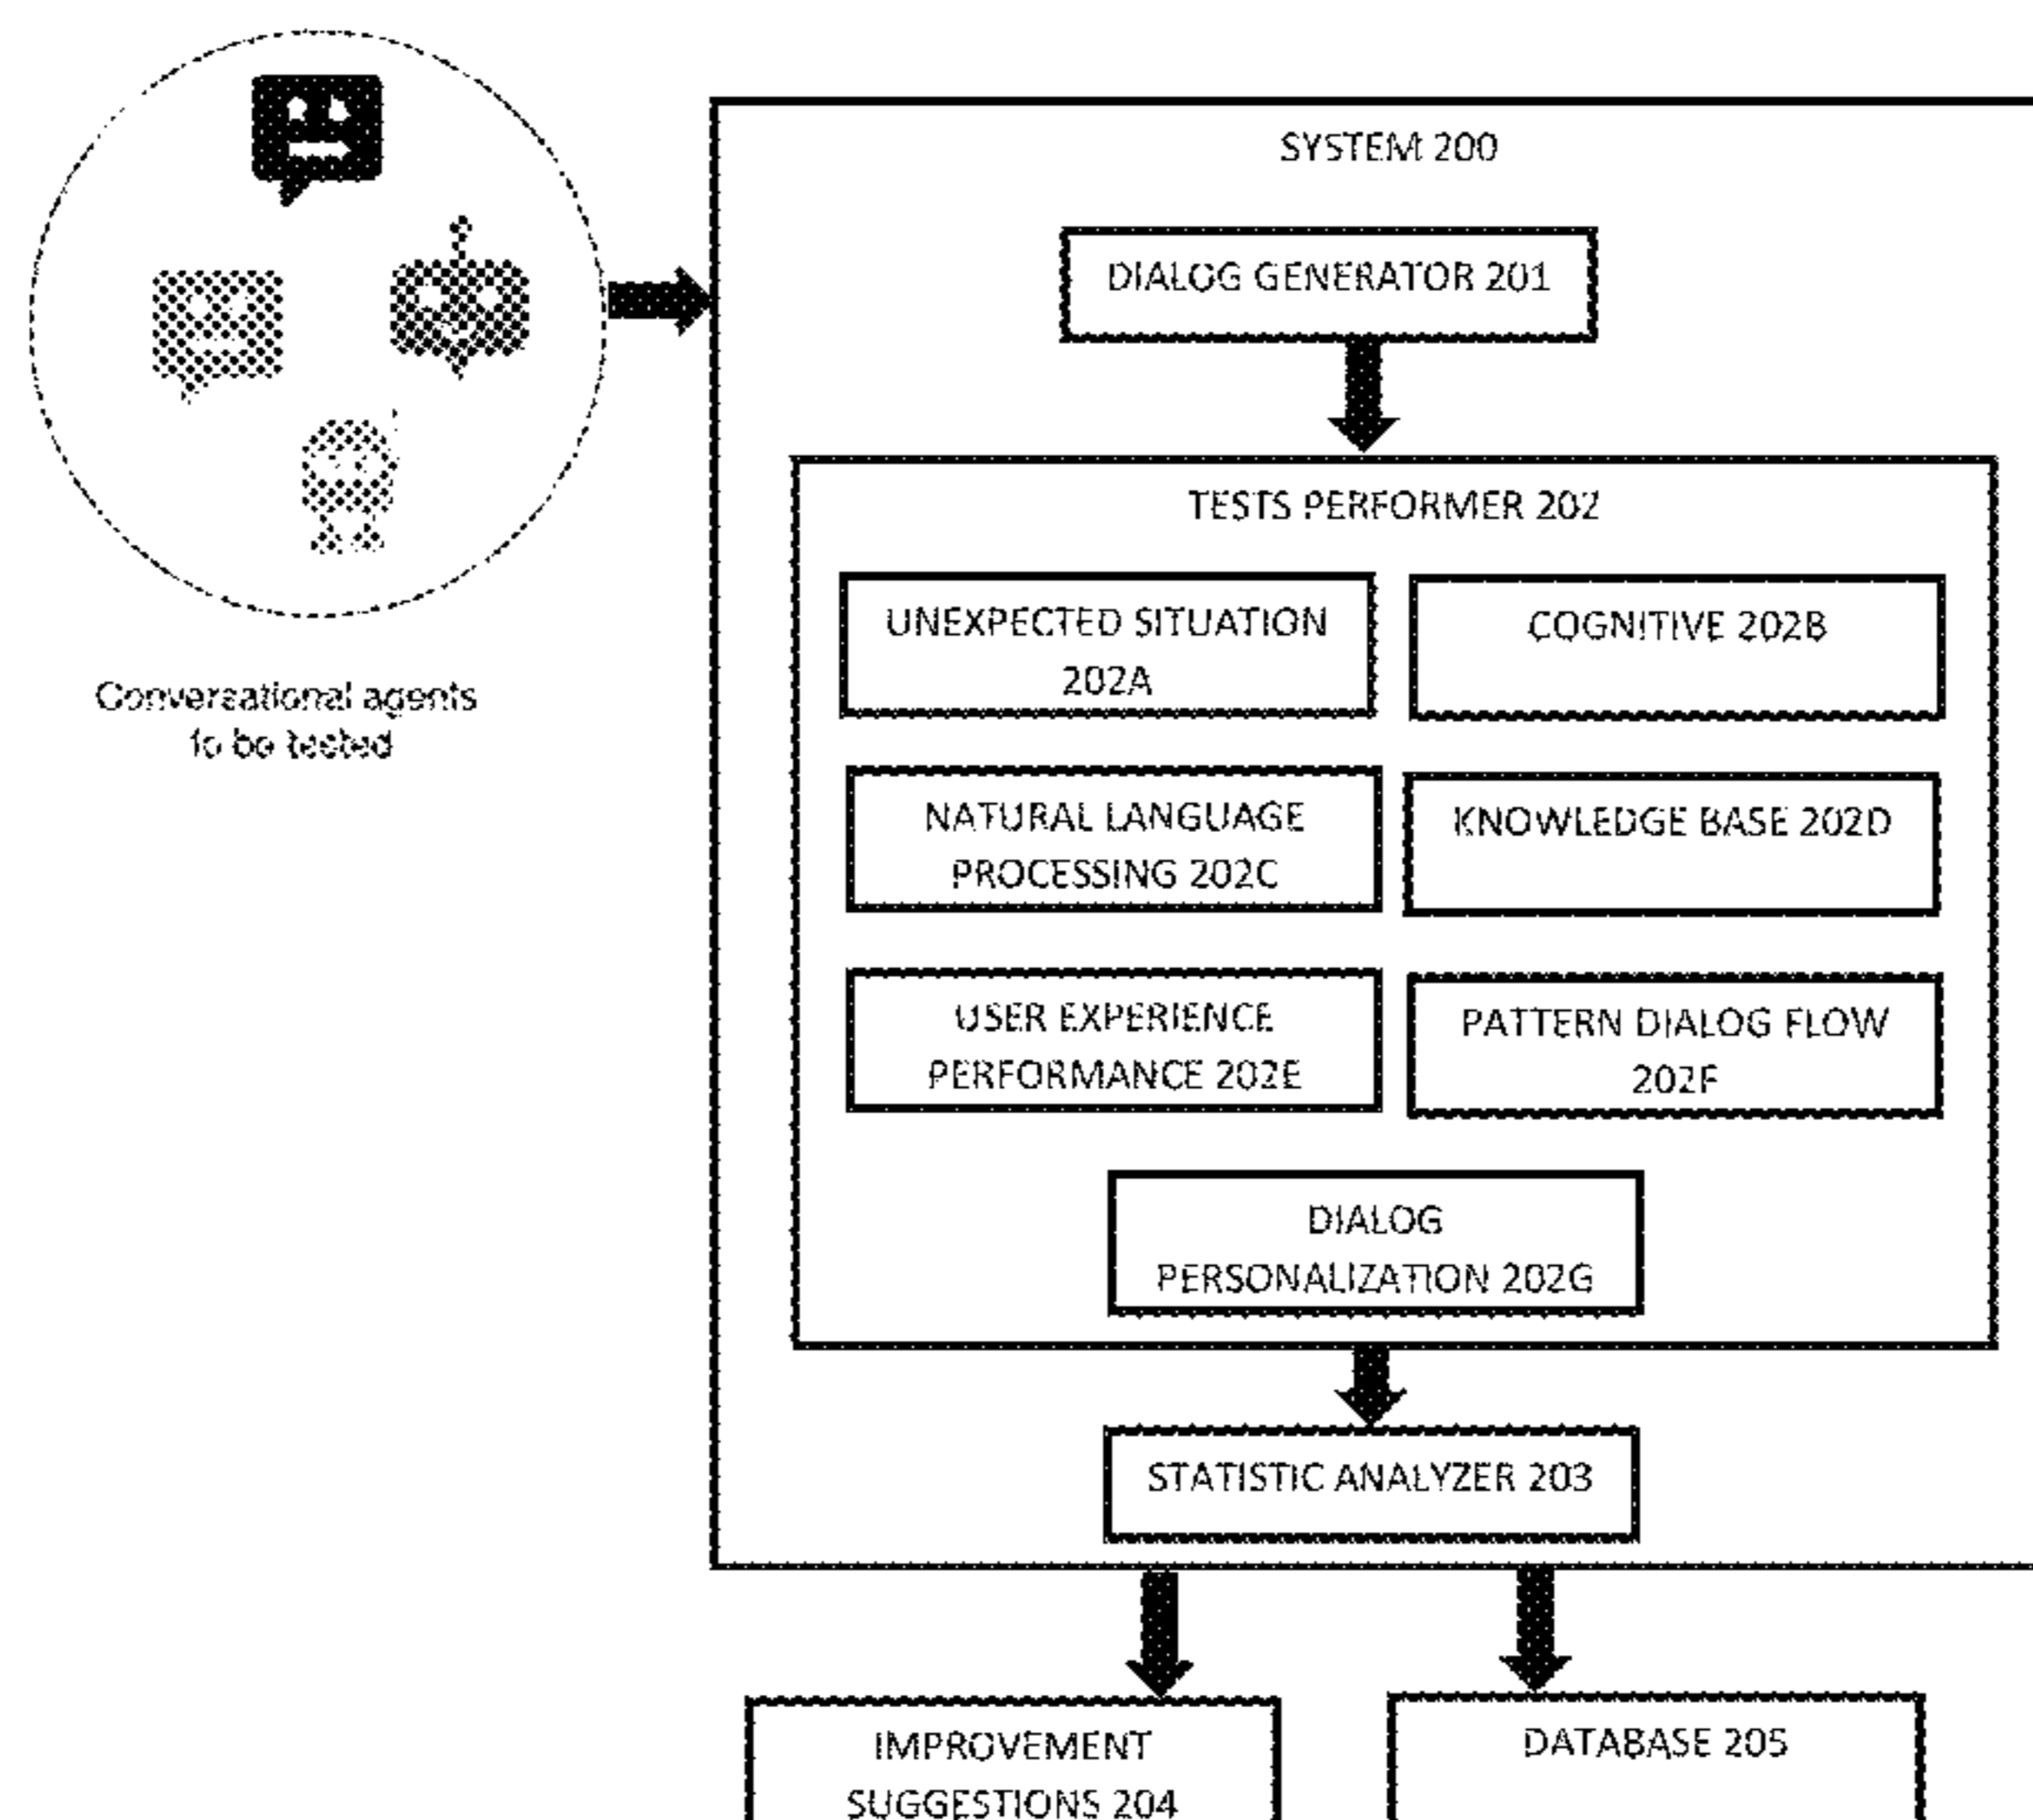 SYSTEM 200
DIALOG GENERATOR 201
TESTS PERFORMER 202
UNEXPECTED SITUATION
202A
COGNITIVE 202B
NATURAL LANGUAGE
PROCESSING 202C
KNOWLEDGE BASE 202D
USER EXPERIENCE
PERFORMANCE 202E
PATTERN DIALOG FLOW
202F
DIALOG
PERSONALIZATION 202G
STATISTIC ANALYZER 203
IMPROVEMENT
SUGGESTIONS 204
DATABASE 205
Conversational agents
to be tested